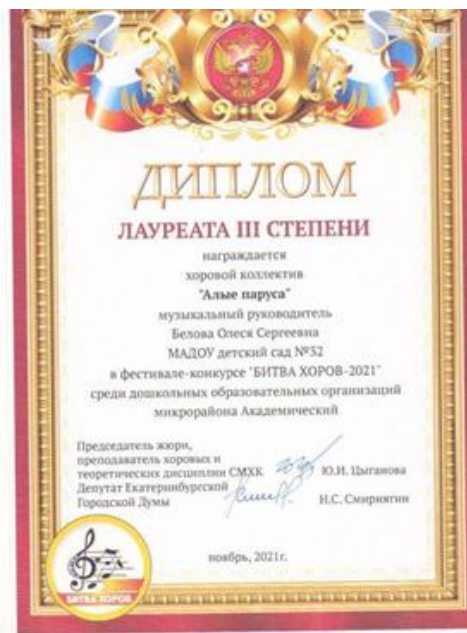 ДИПЛОМ
ЛАУРЕАТА III СТЕПЕНИ
награждается
хоровой коллектив
"Алые паруса"
музыкальный руководитель
Белова Олеся Сергеевна
МАДОУ детский сад №32
в фестивале-конкурсе "БИТВА ХОРОВ-2021"
среди дошкольных образовательных организаций
микрорайона Академический
Председатель жюри,
преподаватель хоровых и
теоретических дисциплин СМХК Ю.И. Цыганова
Депутат Екатеринбургской
Городской Думы Н.С. Смирнягин
ноябрь, 2021г.
БИТВА ХОРОВ